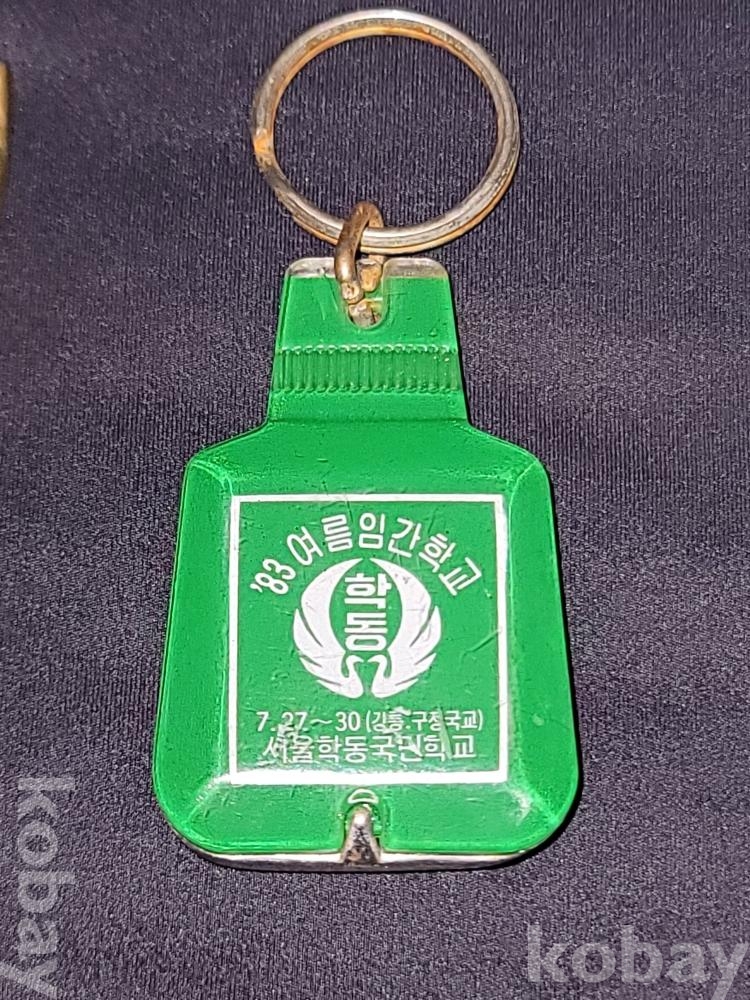 '83 여름임간학교
학동
7.27~30 (강릉.구정국교)
서울학동국민학교
kobay
kobay